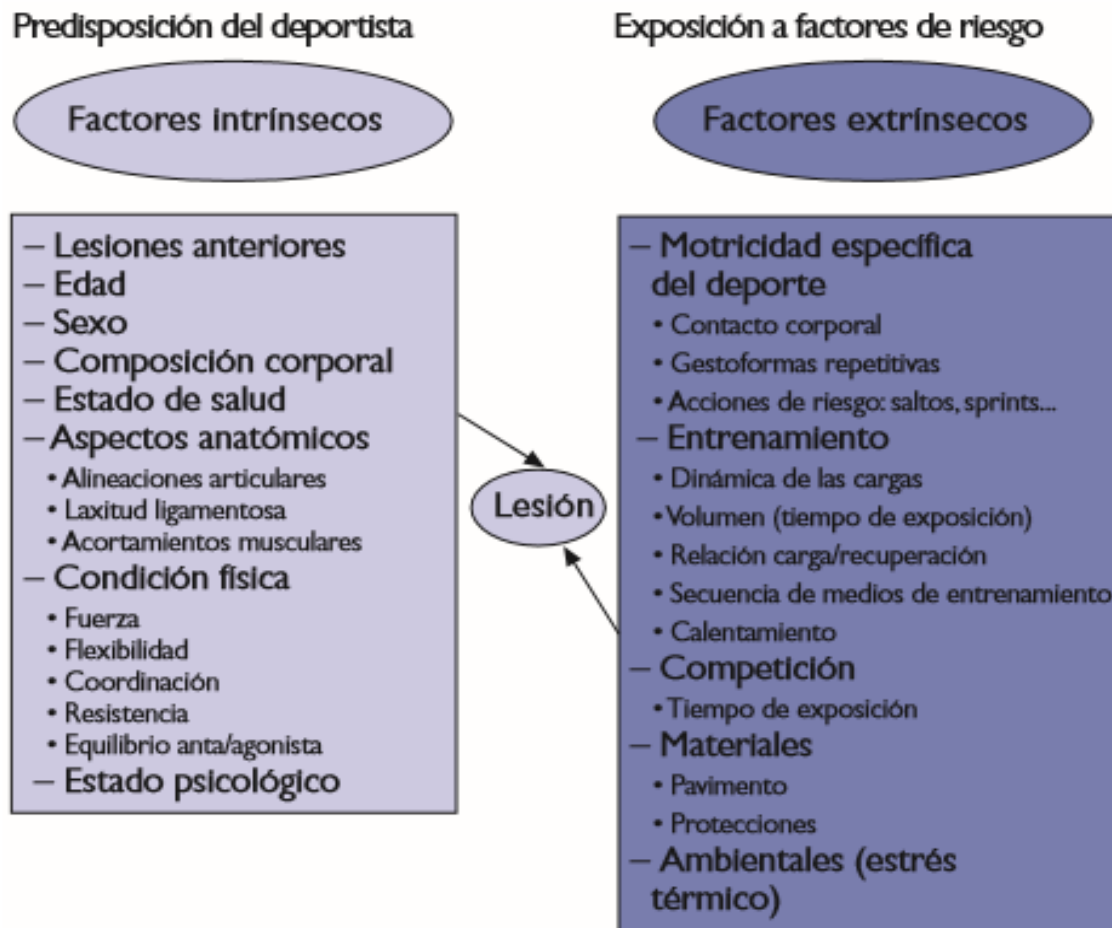 Predisposición del deportista
Factores intrínsecos
– Lesiones anteriores
– Edad
– Sexo
– Composición corporal
– Estado de salud
– Aspectos anatómicos
• Alineaciones articulares
• Laxitud ligamentosa
• Acortamientos musculares
– Condición física
• Fuerza
• Flexibilidad
• Coordinación
• Resistencia
• Equilibrio anta/agonista
– Estado psicológico
Lesión
Exposición a factores de riesgo
Factores extrínsecos
– Motricidad específica
del deporte
• Contacto corporal
• Gestoformas repetitivas
• Acciones de riesgo: saltos, sprints...
– Entrenamiento
• Dinámica de las cargas
• Volumen (tiempo de exposición)
• Relación carga/recuperación
• Secuencia de medios de entrenamiento
• Calentamiento
– Competición
• Tiempo de exposición
– Materiales
• Pavimento
• Protecciones
– Ambientales (estrés
térmico)